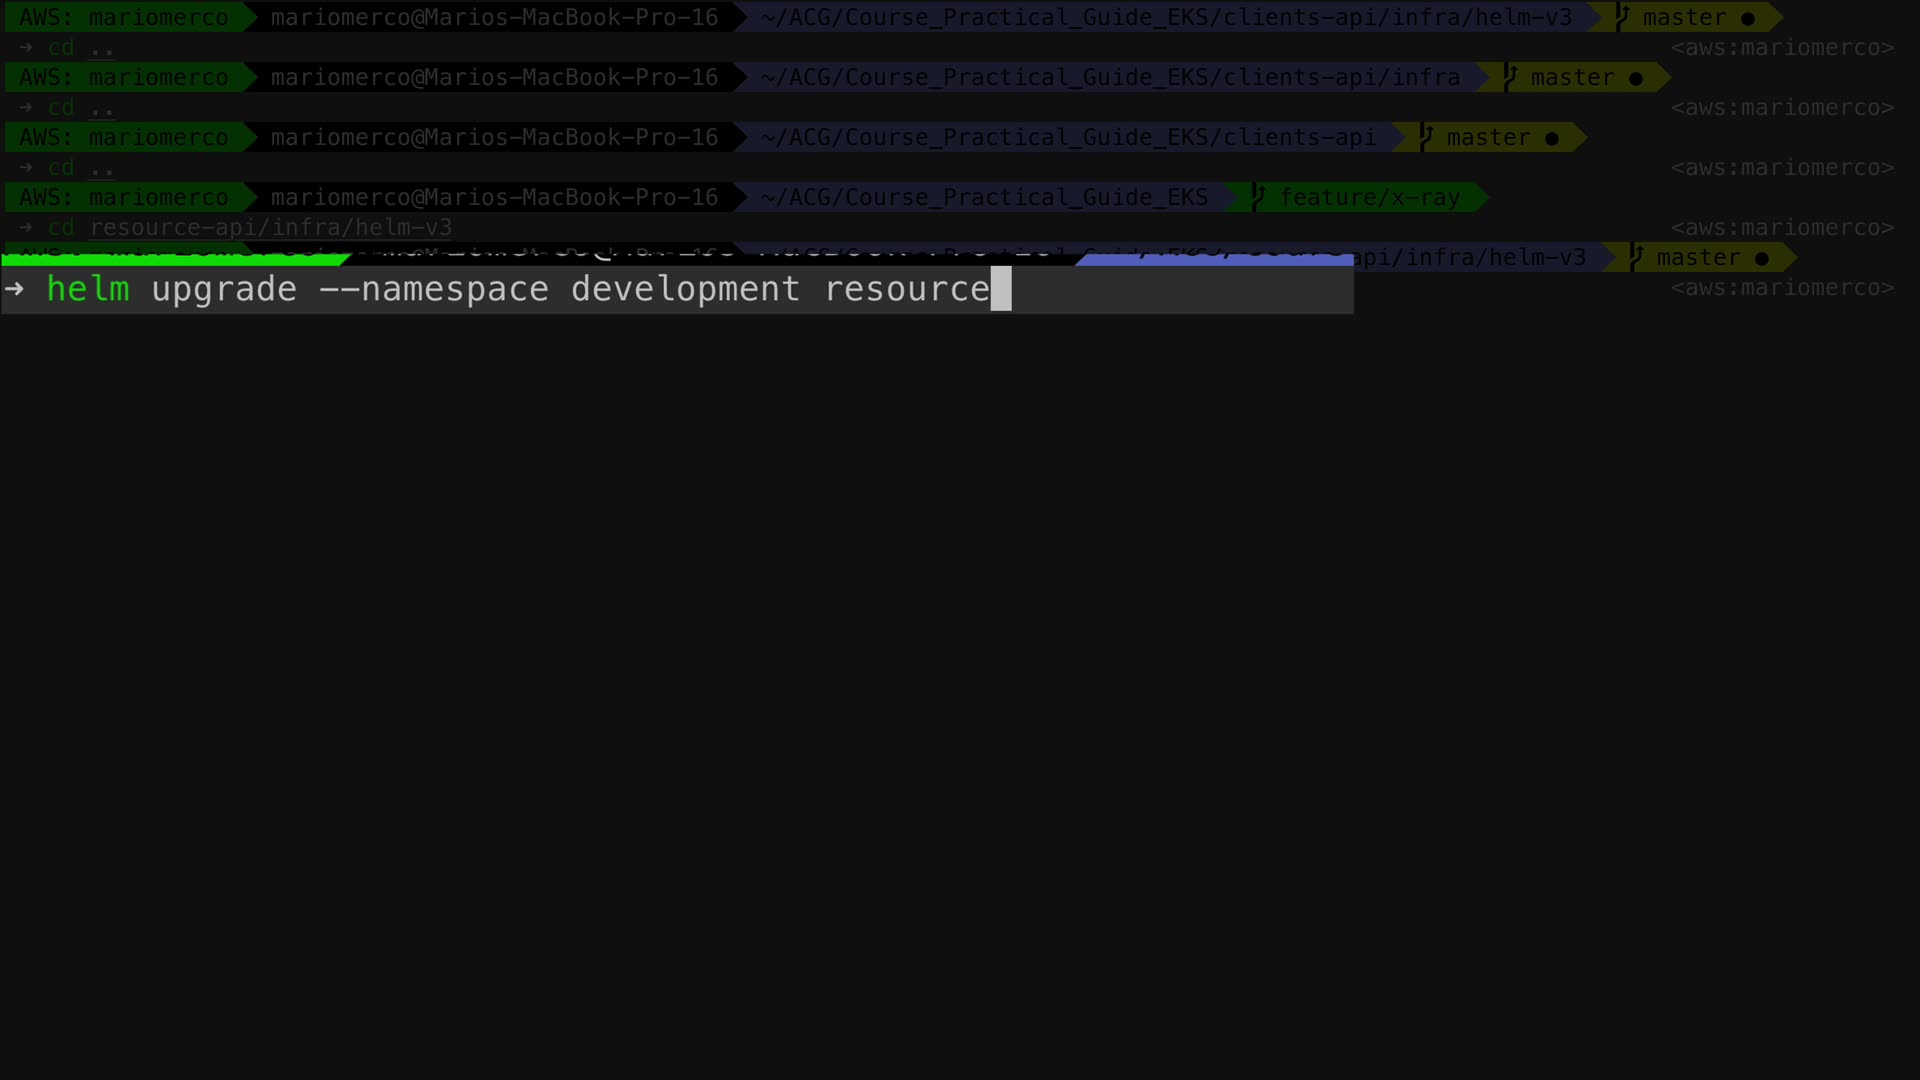 AWS: mariomerco mariomerco@Marios-MacBook-Pro-16 ~/ACG/Course_Practical_Guide_EKS/clients-api/infra/helm-v3 master ●
→ cd .. <aws:mariomerco>
AWS: mariomerco mariomerco@Marios-MacBook-Pro-16 ~/ACG/Course_Practical_Guide_EKS/clients-api/infra master ●
→ cd .. <aws:mariomerco>
AWS: mariomerco mariomerco@Marios-MacBook-Pro-16 ~/ACG/Course_Practical_Guide_EKS/clients-api master ●
→ cd .. <aws:mariomerco>
AWS: mariomerco mariomerco@Marios-MacBook-Pro-16 ~/ACG/Course_Practical_Guide_EKS feature/x-ray
→ cd resource-api/infra/helm-v3 <aws:mariomerco>
api/infra/helm-v3 master ●
→ helm upgrade --namespace development resource <aws:mariomerco>